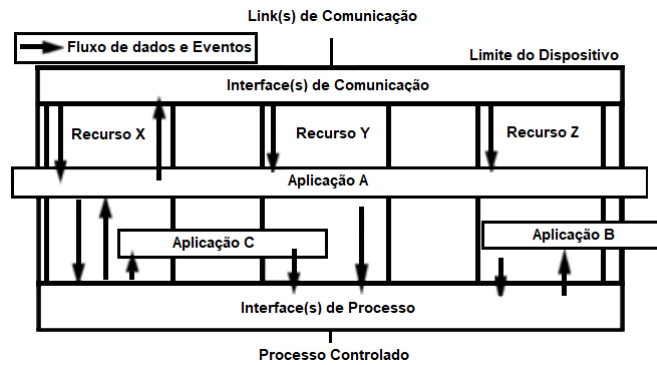 Link(s) de Comunicação
Fluxo de dados e Eventos
Limite do Dispositivo
Interface(s) de Comunicação
Recurso X
Recurso Y
Recurso Z
Aplicação A
Aplicação C
Aplicação B
Interface(s) de Processo
Processo Controlado